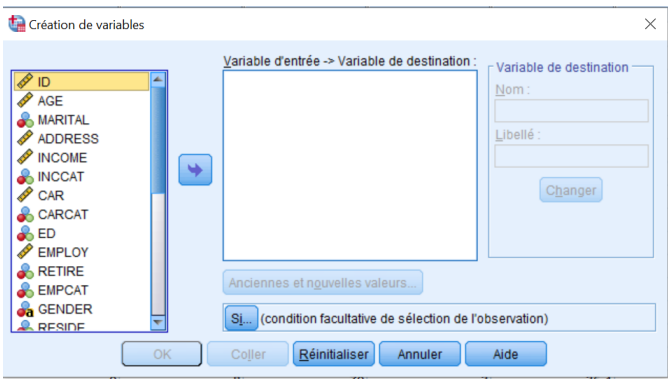 Création de variables
Variable d'entrée -> Variable de destination :
Variable de destination
ID
AGE
MARITAL
ADDRESS
INCOME
INCCAT
CAR
CARCAT
ED
EMPLOY
RETIRE
EMPCAT
GENDER
RESIDE
Nom :
Libellé :
Changer
Anciennes et nouvelles valeurs...
Si... (condition facultative de sélection de l'observation)
OK Coller Réinitialiser Annuler Aide